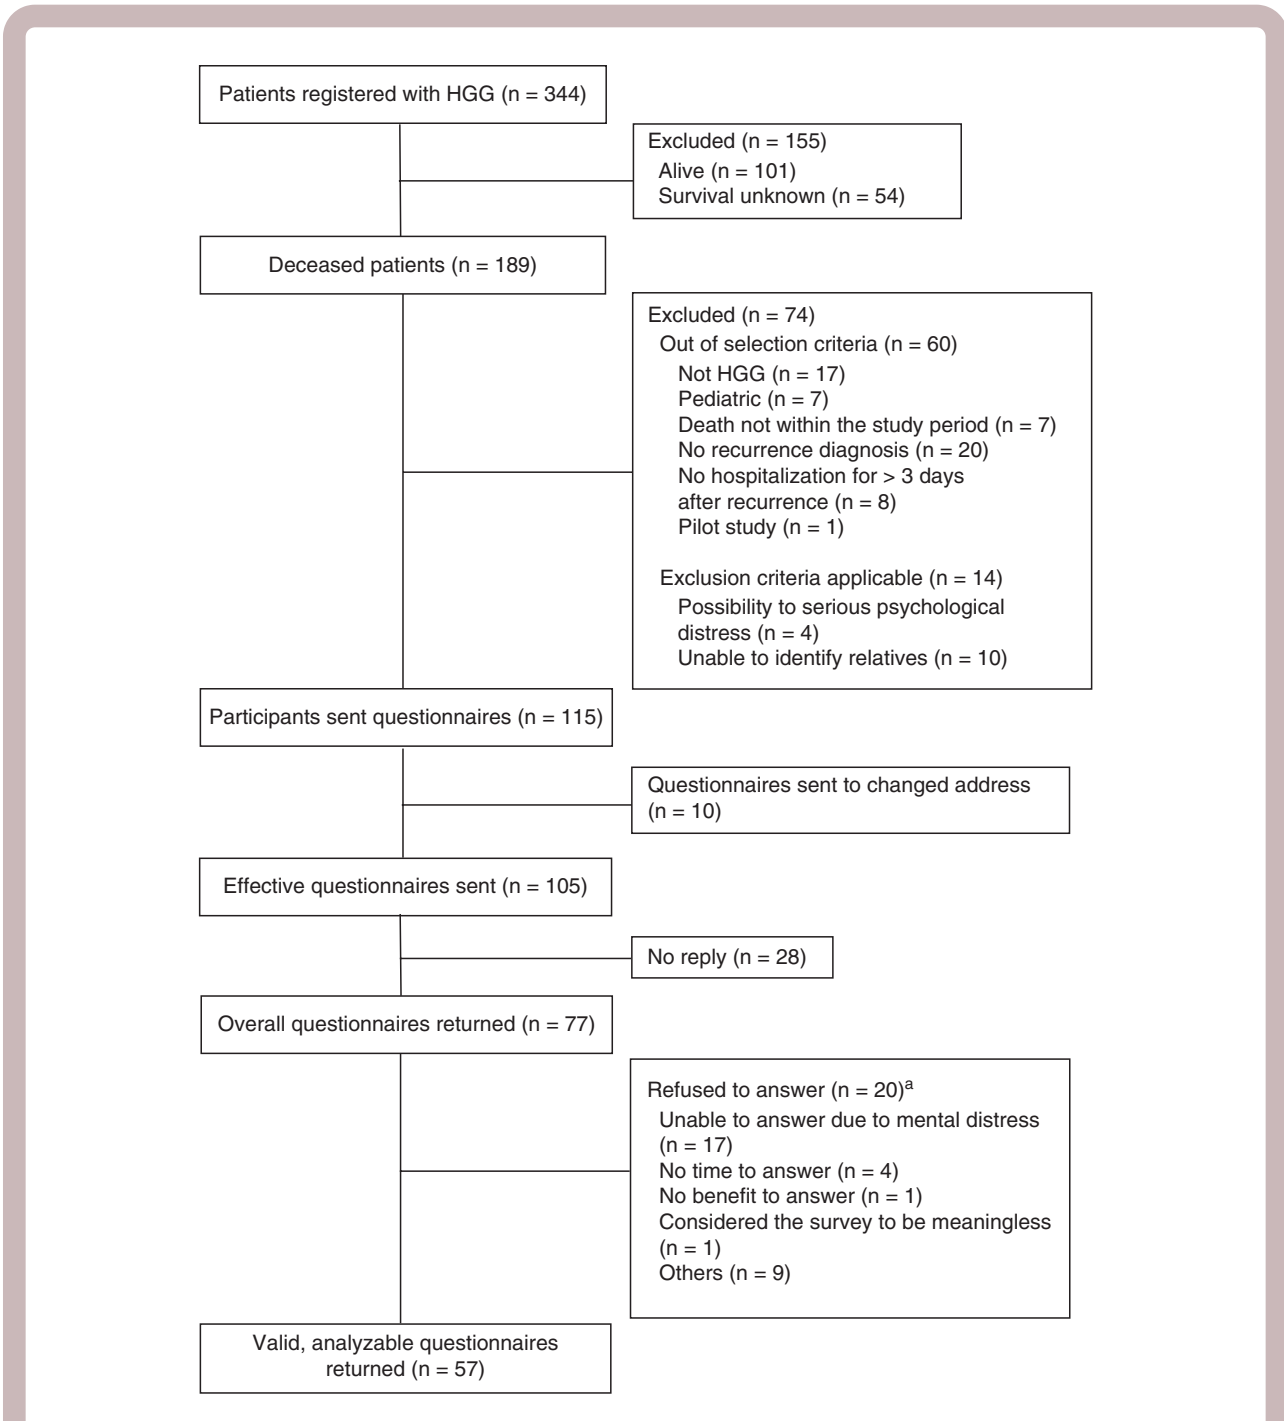 Patients registered with HGG (n = 344)
Excluded (n = 155)
Alive (n = 101)
Survival unknown (n = 54)
Deceased patients (n = 189)
Excluded (n = 74)
Out of selection criteria (n = 60)
Not HGG (n = 17)
Pediatric (n = 7)
Death not within the study period (n = 7)
No recurrence diagnosis (n = 20)
No hospitalization for > 3 days
after recurrence (n = 8)
Pilot study (n = 1)
Exclusion criteria applicable (n = 14)
Possibility to serious psychological
distress (n = 4)
Unable to identify relatives (n = 10)
Participants sent questionnaires (n = 115)
Questionnaires sent to changed address
(n = 10)
Effective questionnaires sent (n = 105)
No reply (n = 28)
Overall questionnaires returned (n = 77)
Refused to answer (n = 20)ᵃ
Unable to answer due to mental distress
(n = 17)
No time to answer (n = 4)
No benefit to answer (n = 1)
Considered the survey to be meaningless
(n = 1)
Others (n = 9)
Valid, analyzable questionnaires
returned (n = 57)